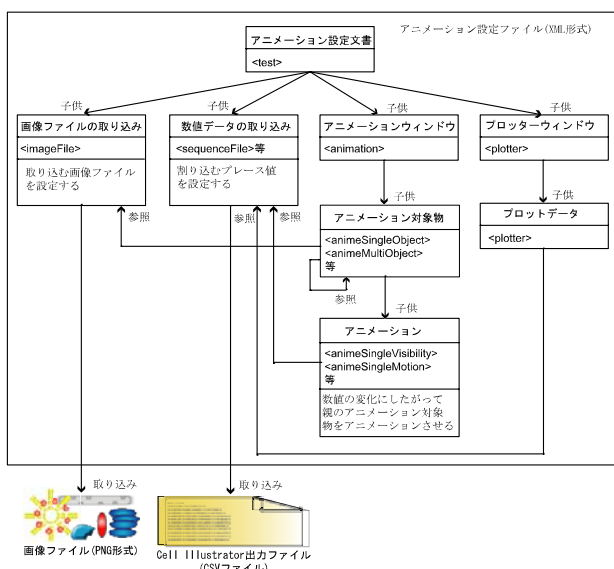 アニメーション設定ファイル(XML形式)
アニメーション設定文書
<test>
子供
子供
子供
子供
画像ファイルの取り込み
<imageFile>
取り込む画像ファイル
を設定する
数値データの取り込み
<sequenceFile>等
割り込むプレース値
を設定する
アニメーションウィンドウ
<animation>
プロッターウィンドウ
<plotter>
子供
子供
参照
参照
参照
アニメーション対象物
<animeSingleObject>
<animeMultiObject>
等
プロットデータ
<plotter>
参照
子供
アニメーション
<animeSingleVisibility>
<animeSingleMotion>
等
数値の変化にしたがって
親のアニメーション対象
物をアニメーションさせる
取り込み
取り込み
画像ファイル(PNG形式)
Cell Illustrator出力ファイル
(CSVファイル)